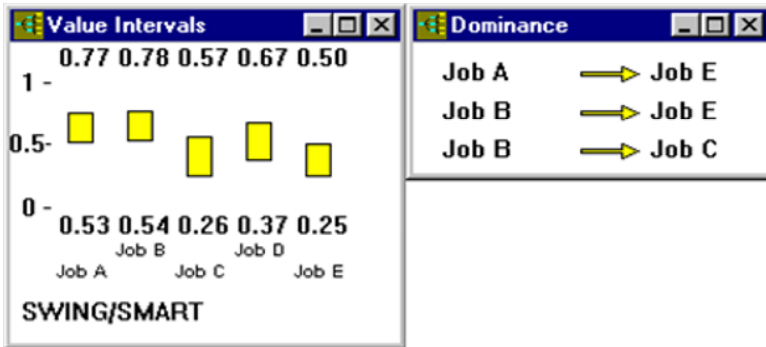 Value Intervals
0.77 0.78 0.57 0.67 0.50
1 -
0.5-
0 -
0.53 0.54 0.26 0.37 0.25
Job B Job D
Job A Job C Job E
SWING/SMART
Dominance
Job A Job E
Job B Job E
Job B Job C